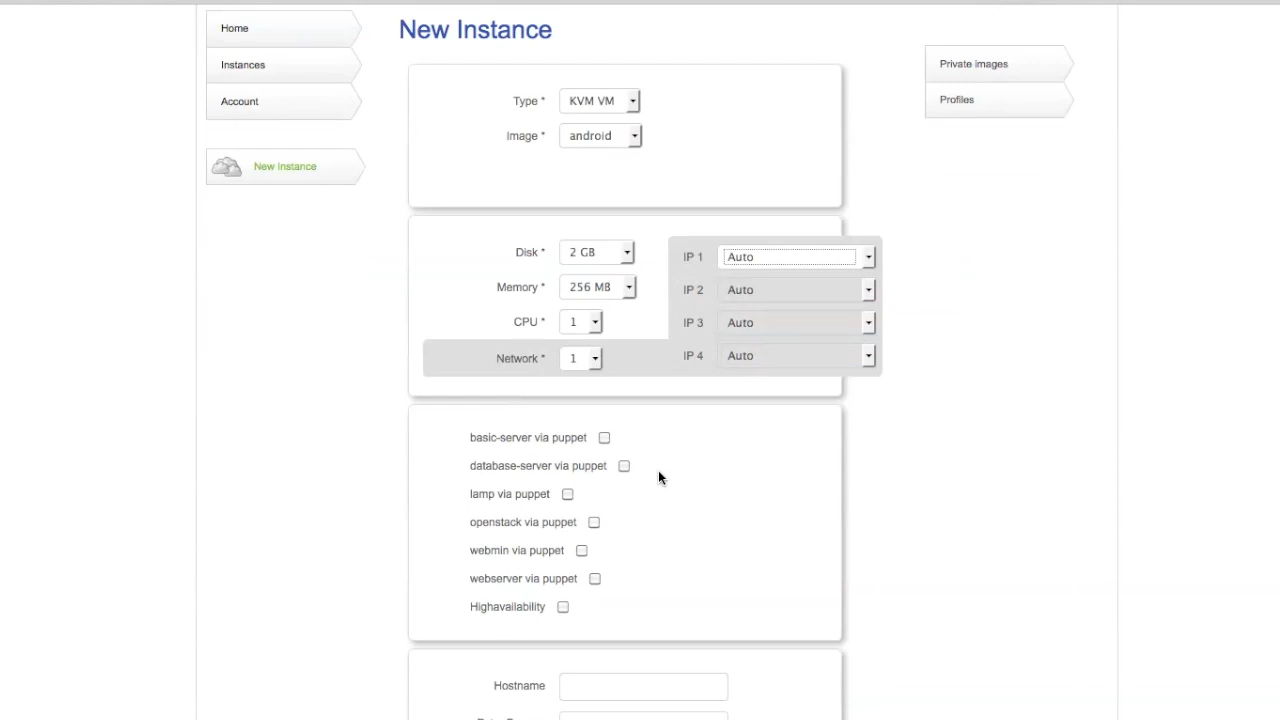 Home
Instances
Account
New Instance
New Instance
Type * KVM VM
Image * android
Disk * 2 GB
Memory * 256 MB
CPU * 1
Network * 1
IP 1 Auto
IP 2 Auto
IP 3 Auto
IP 4 Auto
basic-server via puppet
database-server via puppet
lamp via puppet
openstack via puppet
webmin via puppet
webserver via puppet
Highavailability
Hostname
Private images
Profiles